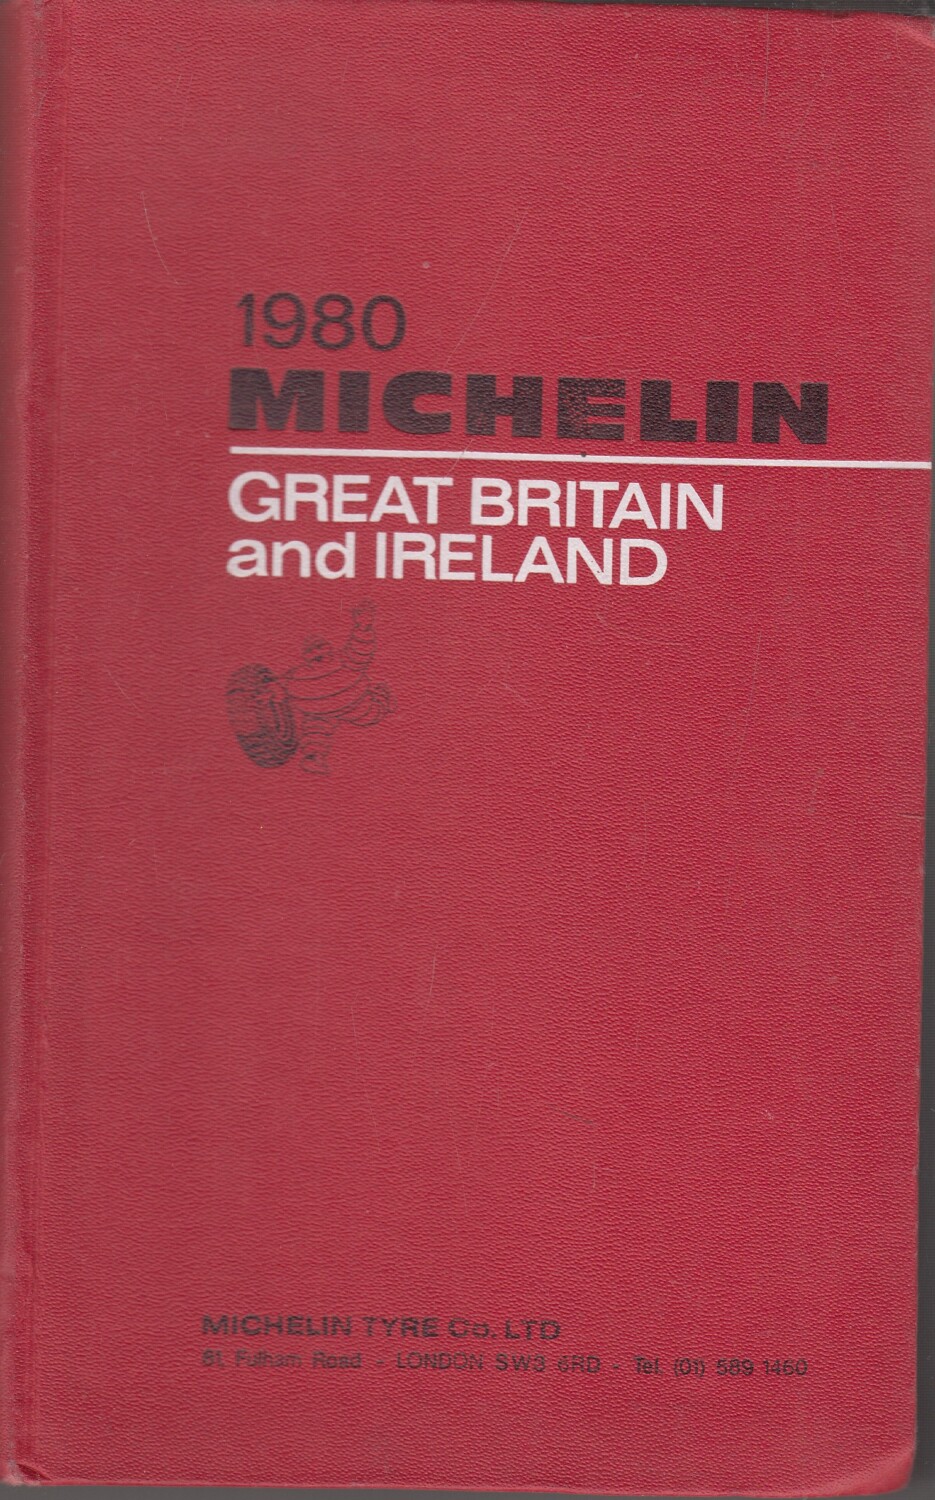 1980
MICHELIN
GREAT BRITAIN
and IRELAND
MICHELIN TYRE Co. LTD
81, Fulham Road - LONDON SW3 6RD - Tel. (01) 589 1460